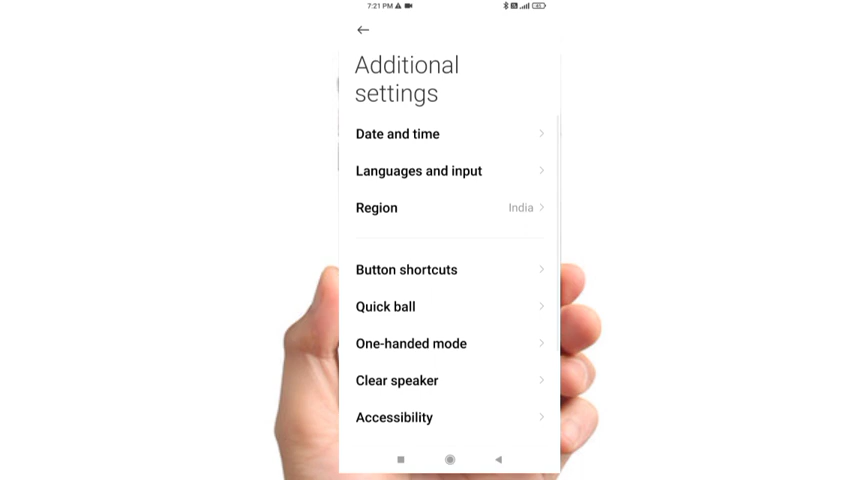 7:21 PM
Additional
settings
Date and time
Languages and input
Region India
Button shortcuts
Quick ball
One-handed mode
Clear speaker
Accessibility